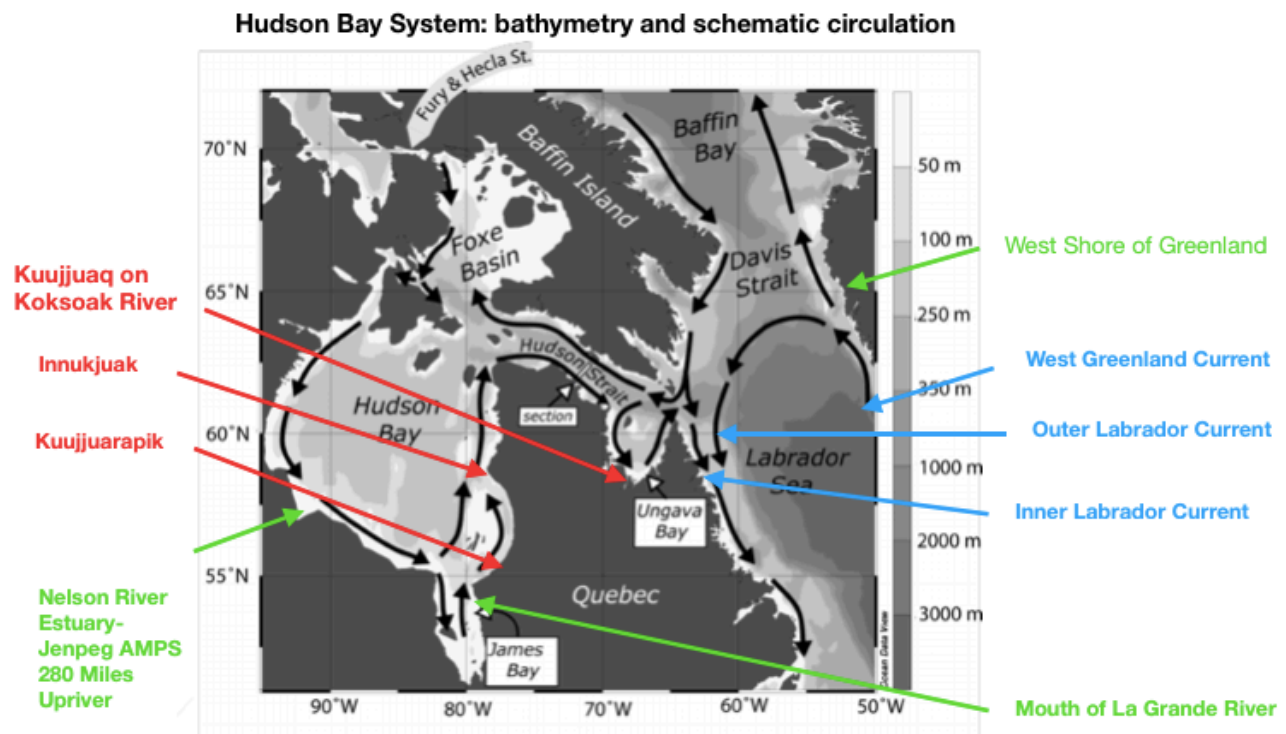 Hudson Bay System: bathymetry and schematic circulation
Fury & Hecla St.
Baffin
Bay
Baffin Island
70°N
50 m
Foxe
Basin
100 m
West Shore of Greenland
Davis
Strait
Kuujjuaq on
Koksoak River
65°N
250 m
Hudson Strait
West Greenland Current
Innukjuak
350 m
section
Hudson
Bay
Outer Labrador Current
Kuujjuarapik
60°N
Labrador
Sea
1000 m
Ungava
Bay
Inner Labrador Current
2000 m
55°N
Quebec
Nelson River
Estuary-
Jenpeg AMPS
280 Miles
Upriver
3000 m
James
Bay
Ocean Data View
90°W
80°W
70°W
60°W
50°W
Mouth of La Grande River